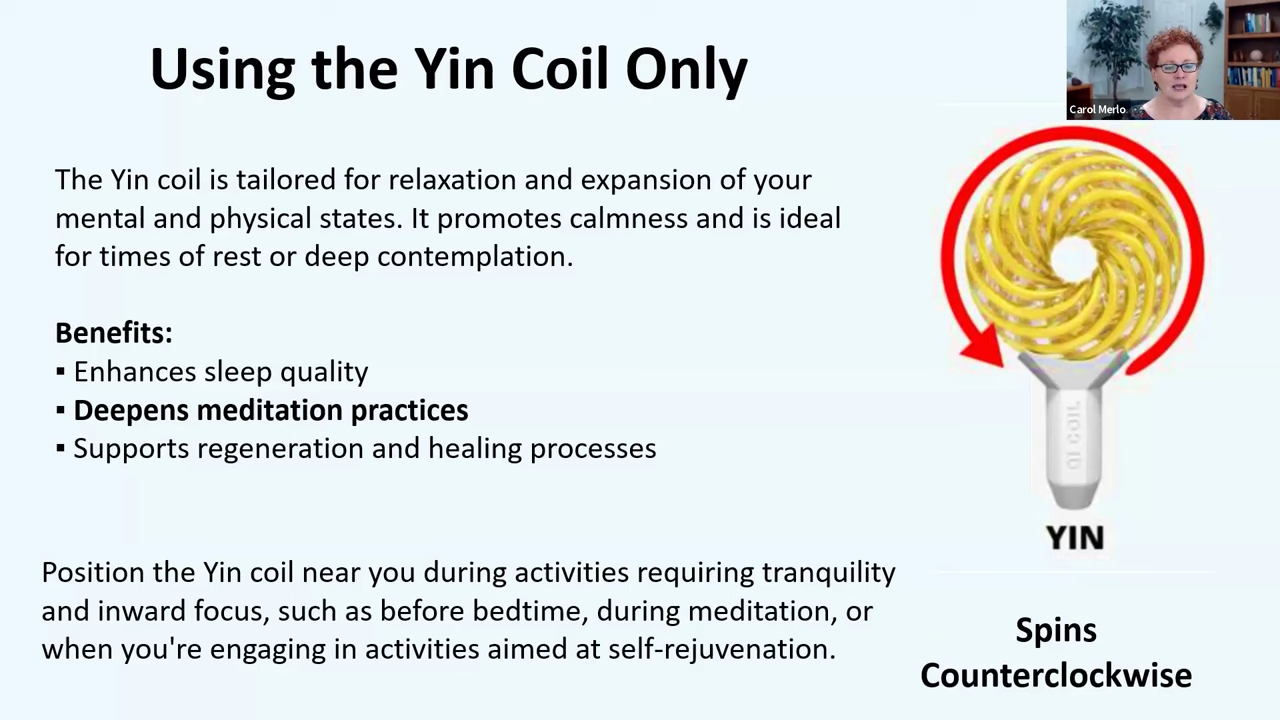 Using the Yin Coil Only
Carol Merlo
The Yin coil is tailored for relaxation and expansion of your
mental and physical states. It promotes calmness and is ideal
for times of rest or deep contemplation.
Benefits:
▪ Enhances sleep quality
▪ Deepens meditation practices
▪ Supports regeneration and healing processes
QI COIL
YIN
Position the Yin coil near you during activities requiring tranquility
and inward focus, such as before bedtime, during meditation, or
when you're engaging in activities aimed at self-rejuvenation.
Spins
Counterclockwise